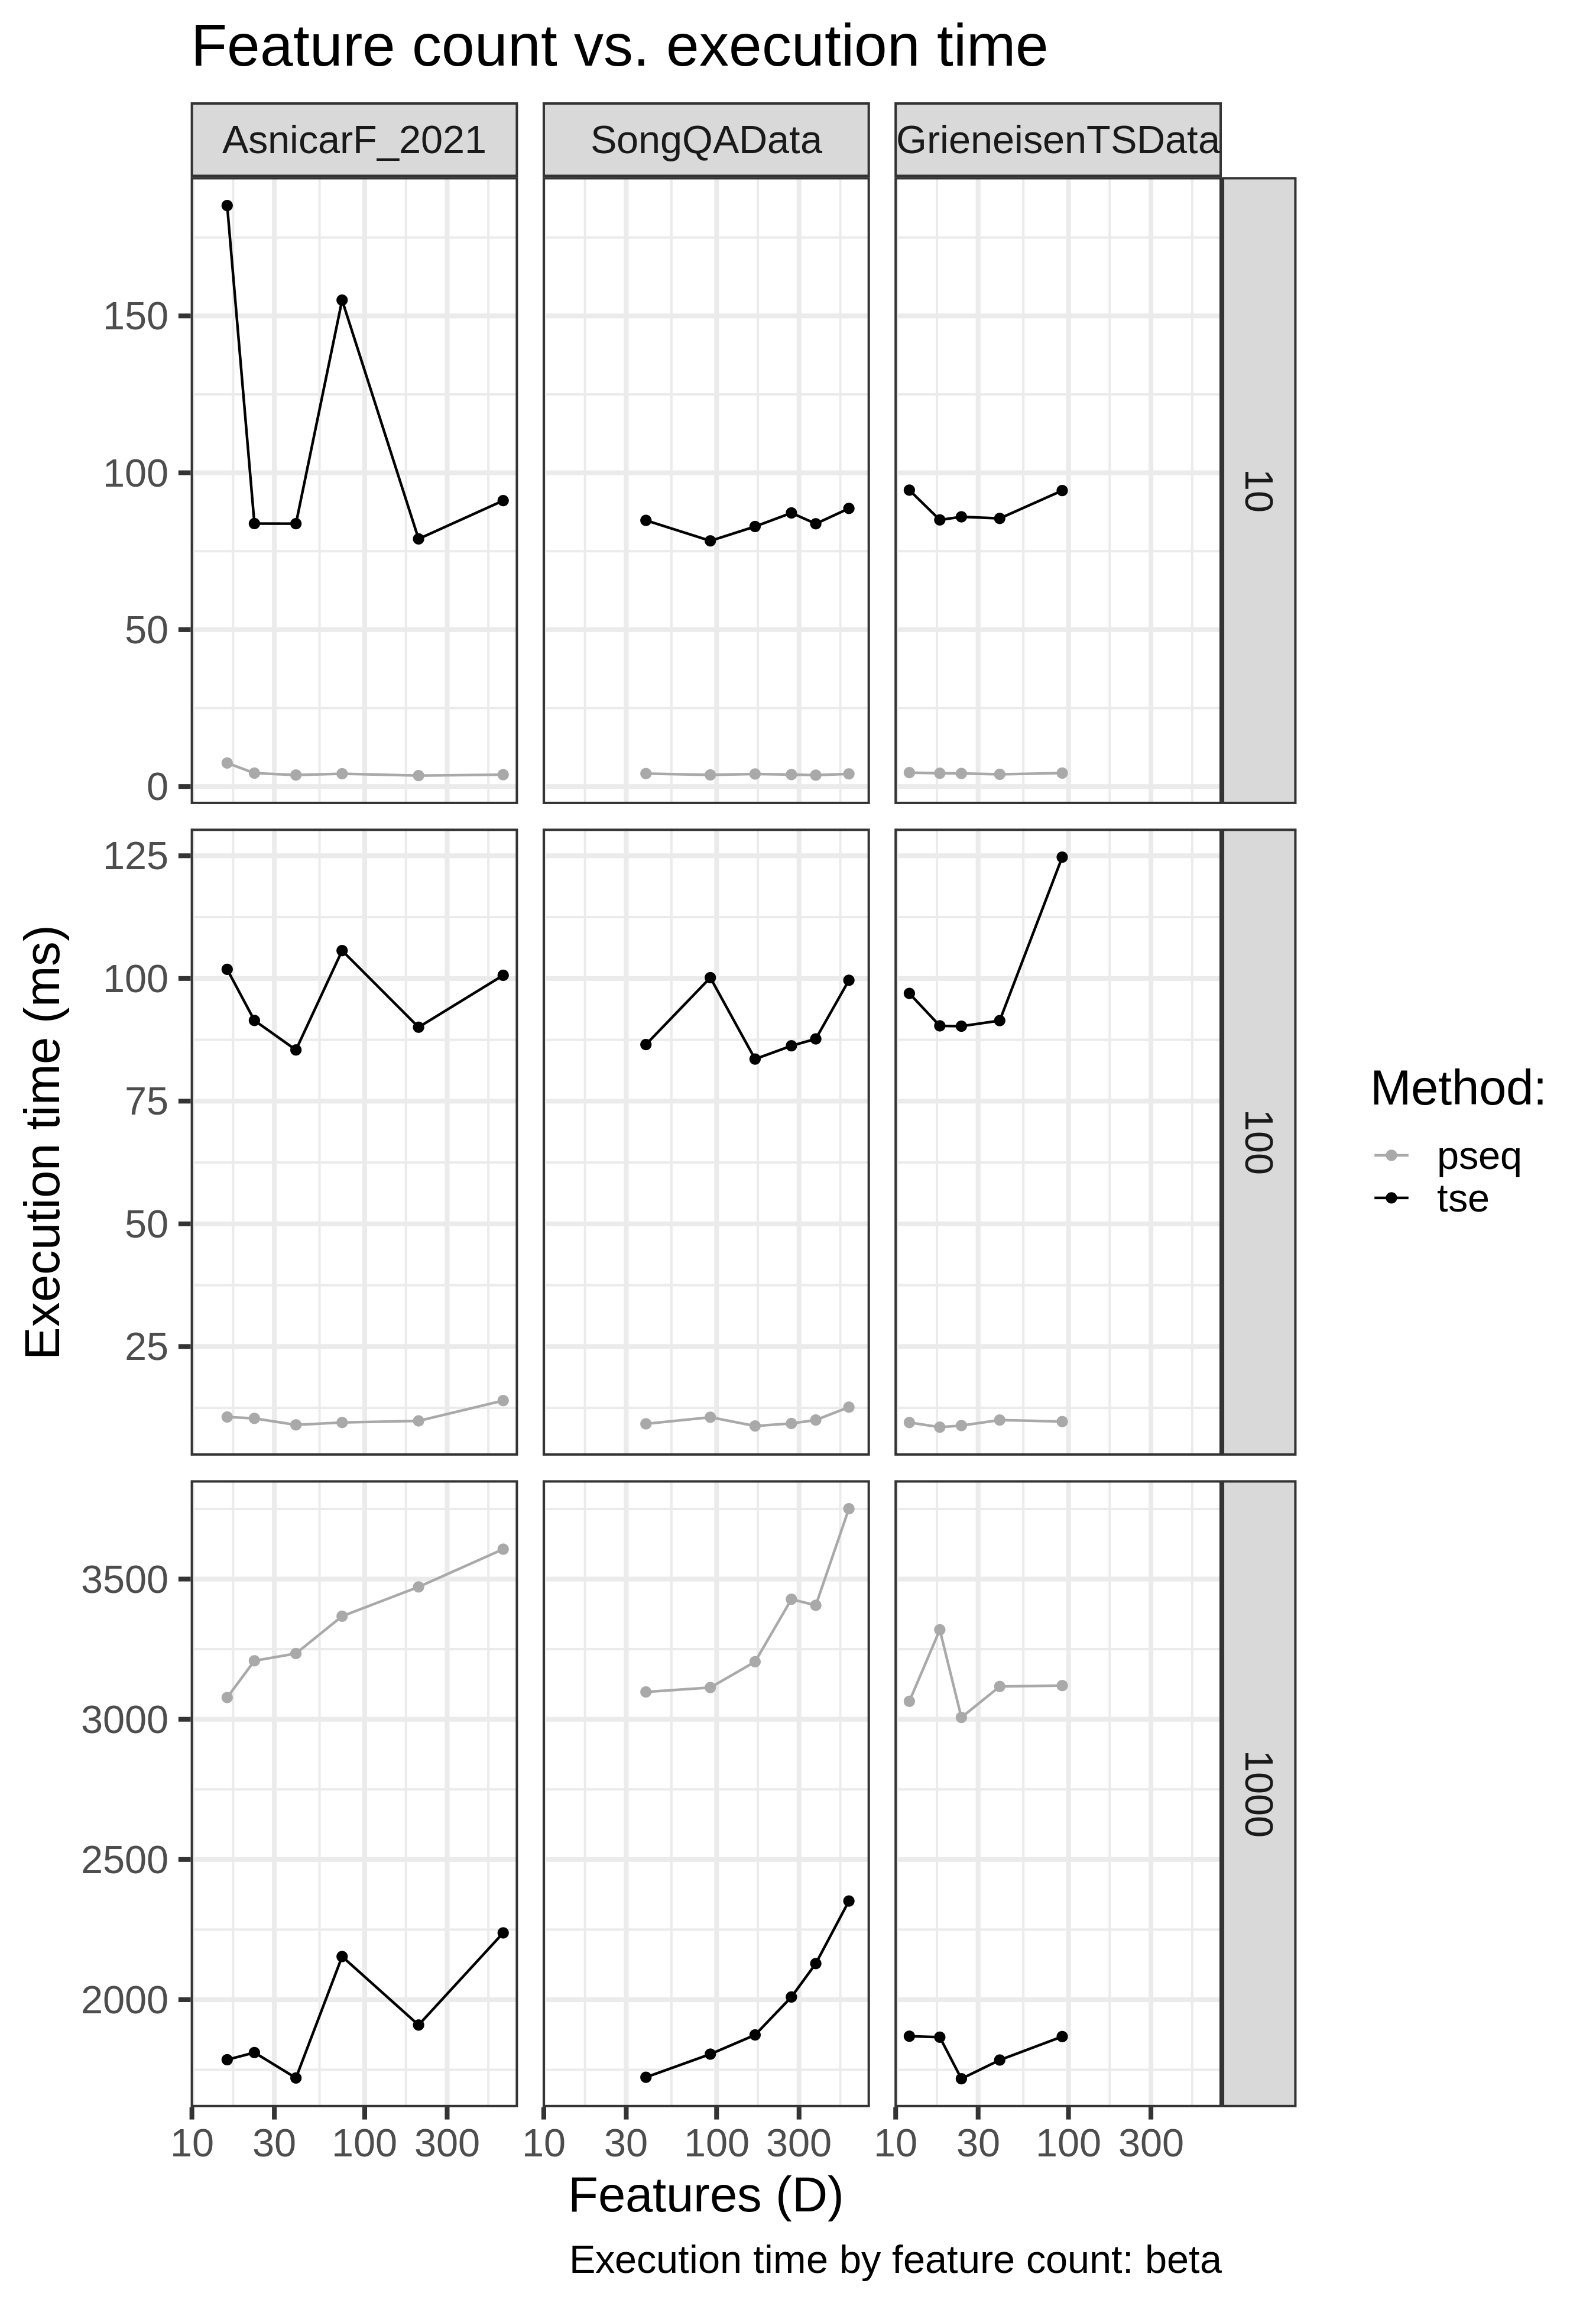 Feature count vs. execution time
AsnicarF_2021
SongQAData
GrieneisenTSData
150
100
50
0
10
125
100
75
50
25
100
3500
3000
2500
2000
1000
Execution time (ms)
10 30 100 300
10 30 100 300
10 30 100 300
Features (D)
Execution time by feature count: beta
Method:
pseq
tse